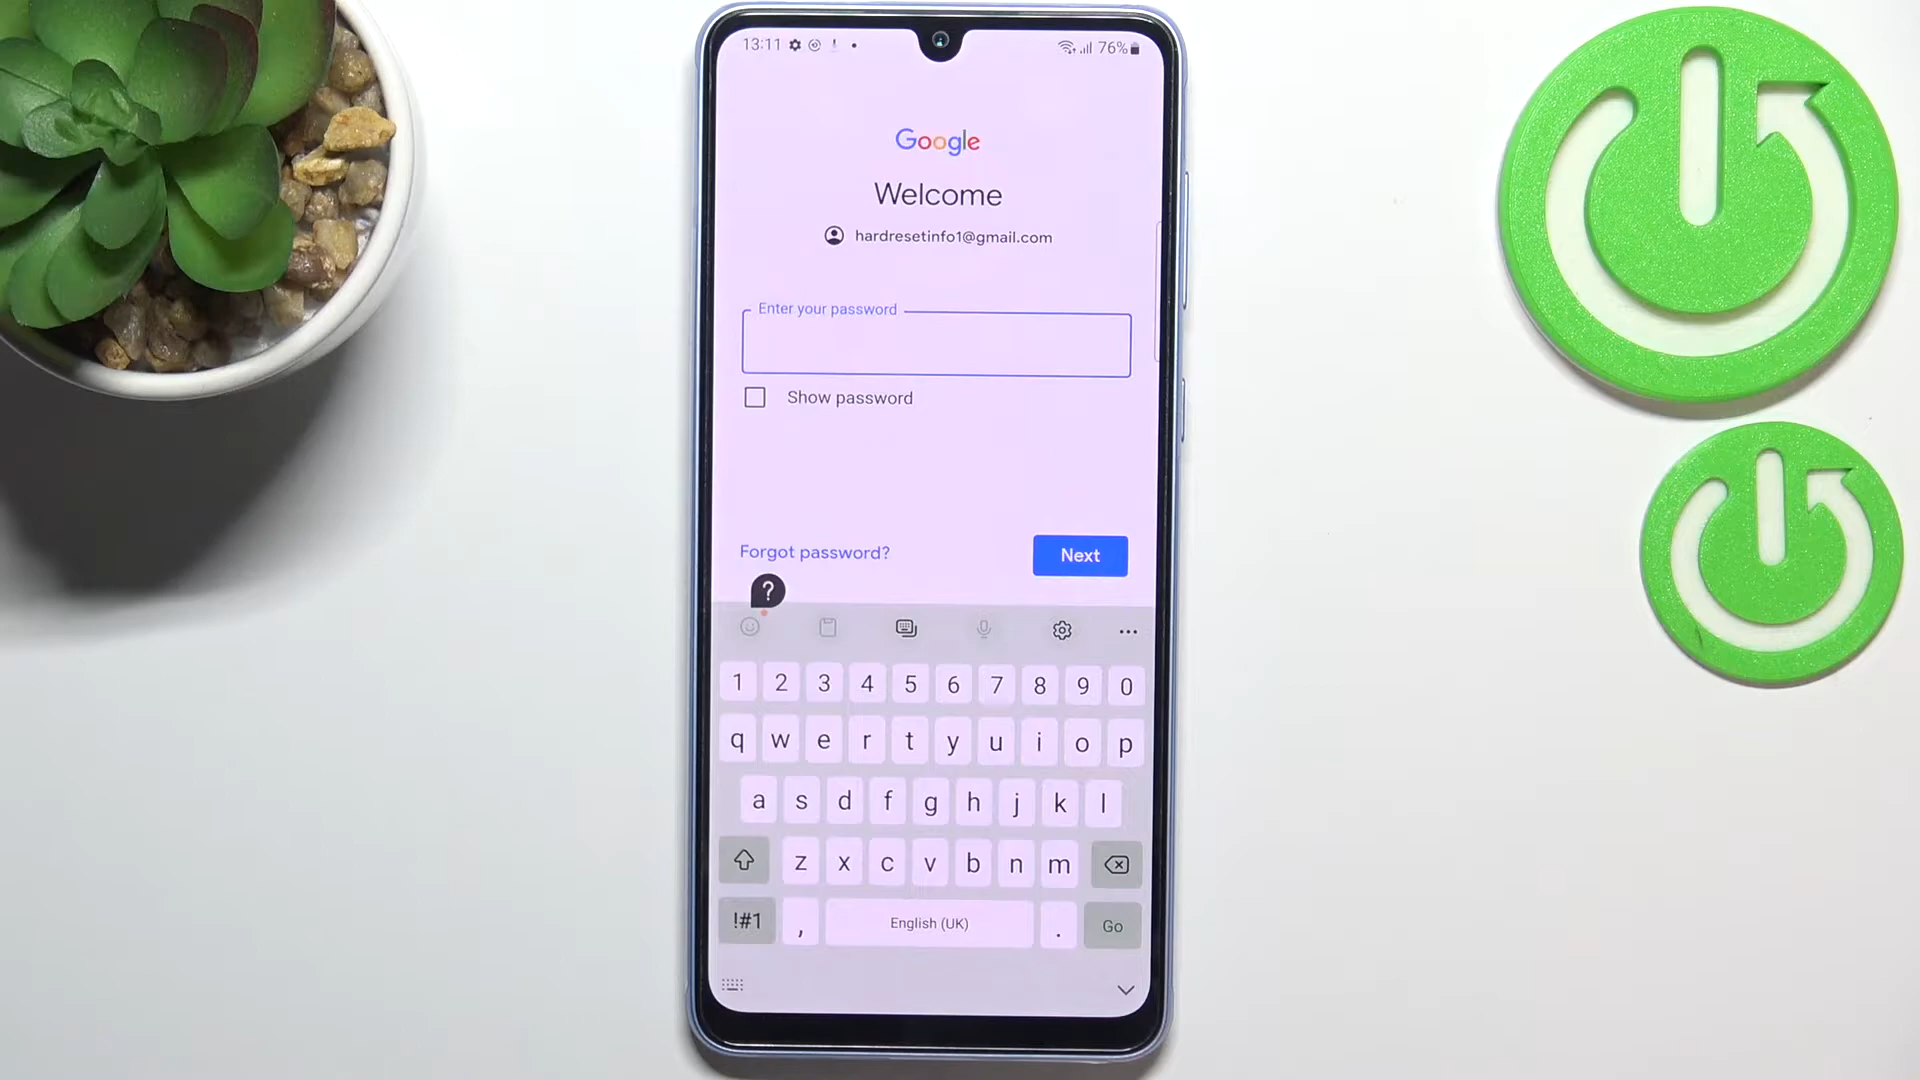 13:11 76%
Google
Welcome
hardresetinfo1@gmail.com
Enter your password
Show password
Forgot password? Next
?
1 2 3 4 5 6 7 8 9 0
q w e r t y u i o p
a s d f g h j k l
z x c v b n m
!#1 , English (UK) . Go